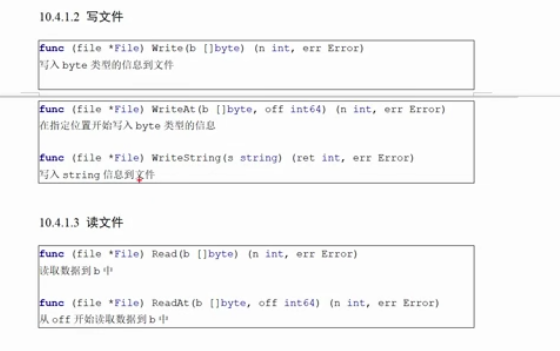 10.4.1.2 写文件
func (file *File) Write(b []byte) (n int, err Error)
写入 byte 类型的信息到文件
func (file *File) WriteAt(b []byte, off int64) (n int, err Error)
在指定位置开始写入 byte 类型的信息
func (file *File) WriteString(s string) (ret int, err Error)
写入 string 信息到文件
10.4.1.3 读文件
func (file *File) Read(b []byte) (n int, err Error)
读取数据到 b 中
func (file *File) ReadAt(b []byte, off int64) (n int, err Error)
从 off 开始读取数据到 b 中